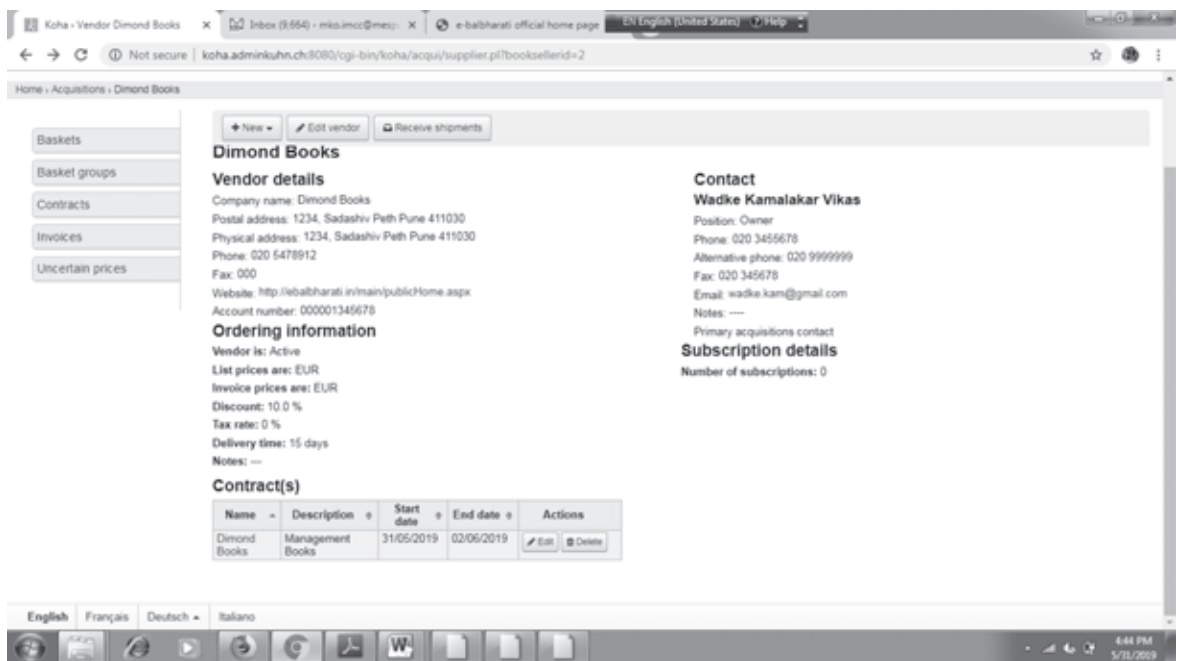 Koha › Vendor Dimond Books
Inbox (9,664) - mko.imcc@mesp
e-balbharati official home page
EN English (United States) Help
Not secure | koha.adminkuhn.ch:8080/cgi-bin/koha/acqui/supplier.pl?booksellerid=2
Home › Acquisitions › Dimond Books
Baskets
Basket groups
Contracts
Invoices
Uncertain prices
+ New
Edit vendor
Receive shipments
Dimond Books
Vendor details
Company name: Dimond Books
Postal address: 1234, Sadashiv Peth Pune 411030
Physical address: 1234, Sadashiv Peth Pune 411030
Phone: 020 5478912
Fax: 000
Website: http://ebalbharati.in/main/publicHome.aspx
Account number: 000001345678
Ordering information
Vendor is: Active
List prices are: EUR
Invoice prices are: EUR
Discount: 10.0 %
Tax rate: 0 %
Delivery time: 15 days
Notes: ---
Contact
Wadke Kamalakar Vikas
Position: Owner
Phone: 020 3455678
Alternative phone: 020 9999999
Fax: 020 345678
Email: wadke.kam@gmail.com
Notes: ----
Primary acquisitions contact
Subscription details
Number of subscriptions: 0
Contract(s)
Name Description Start date End date Actions
Dimond Books Management Books 31/05/2019 02/06/2019 Edit Delete
English Français Deutsch Italiano
4:44 PM
5/31/2019